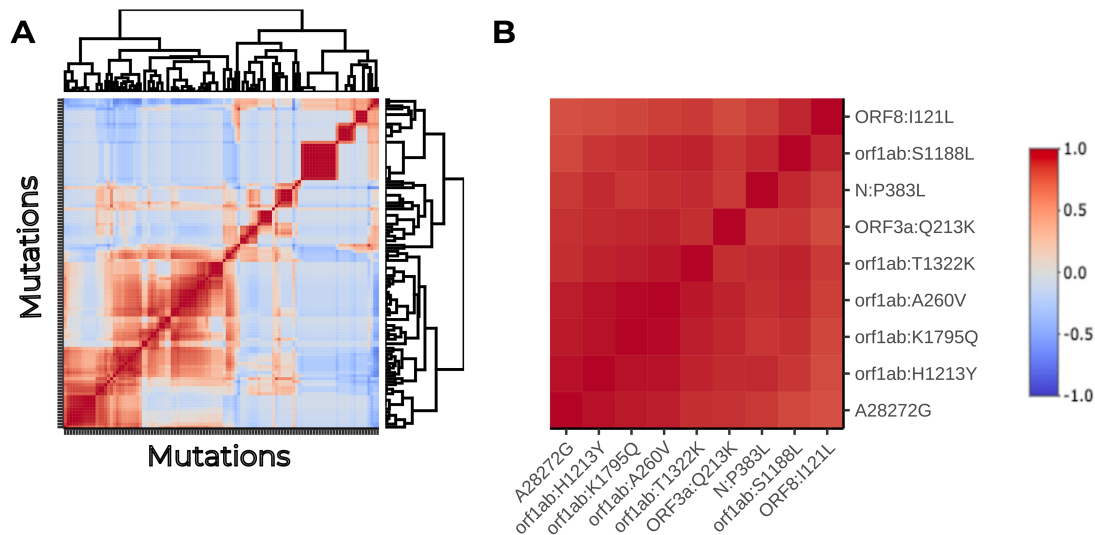 A
B
Mutations
Mutations
ORF8:I121L
orf1ab:S1188L
N:P383L
ORF3a:Q213K
orf1ab:T1322K
orf1ab:A260V
orf1ab:K1795Q
orf1ab:H1213Y
A28272G
A28272G
orf1ab:H1213Y
orf1ab:K1795Q
orf1ab:A260V
orf1ab:T1322K
ORF3a:Q213K
N:P383L
orf1ab:S1188L
ORF8:I121L
1.0
0.5
0.0
-0.5
-1.0